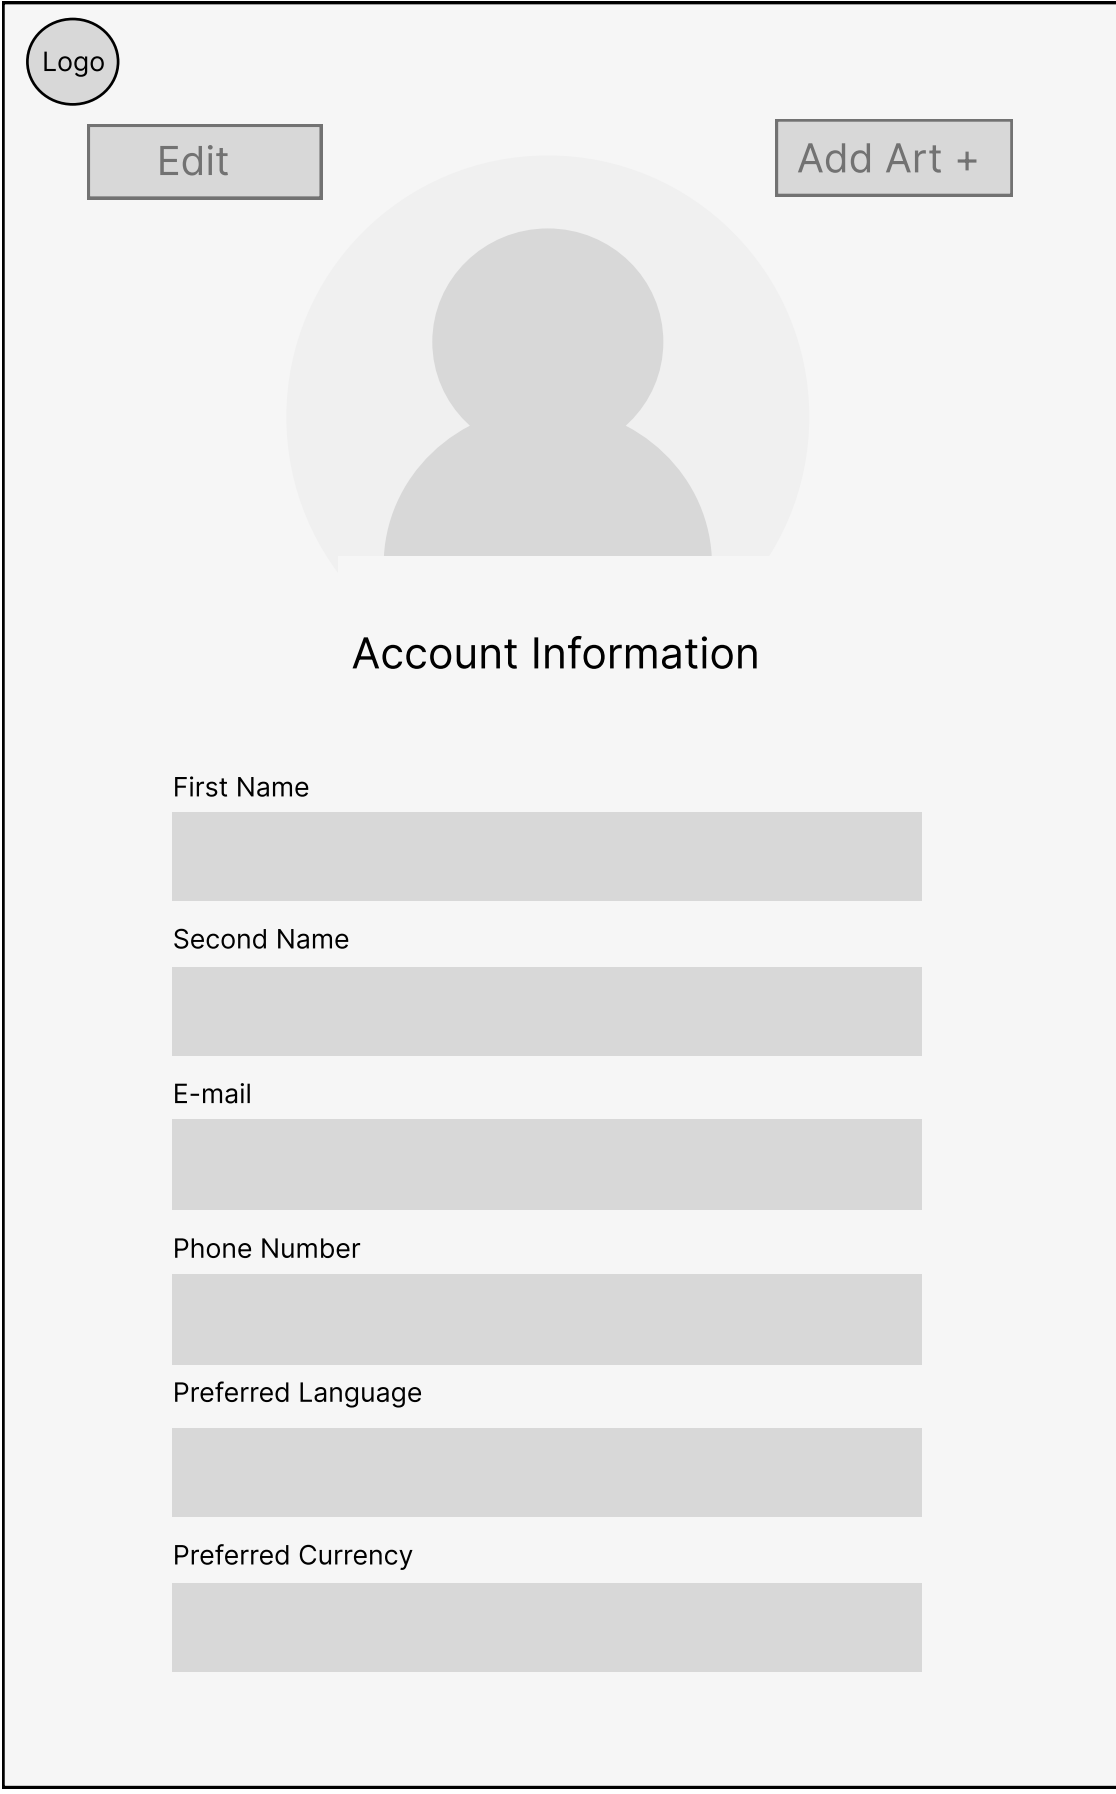 Logo
Edit
Add Art +
Account Information
First Name
Second Name
E-mail
Phone Number
Preferred Language
Preferred Currency